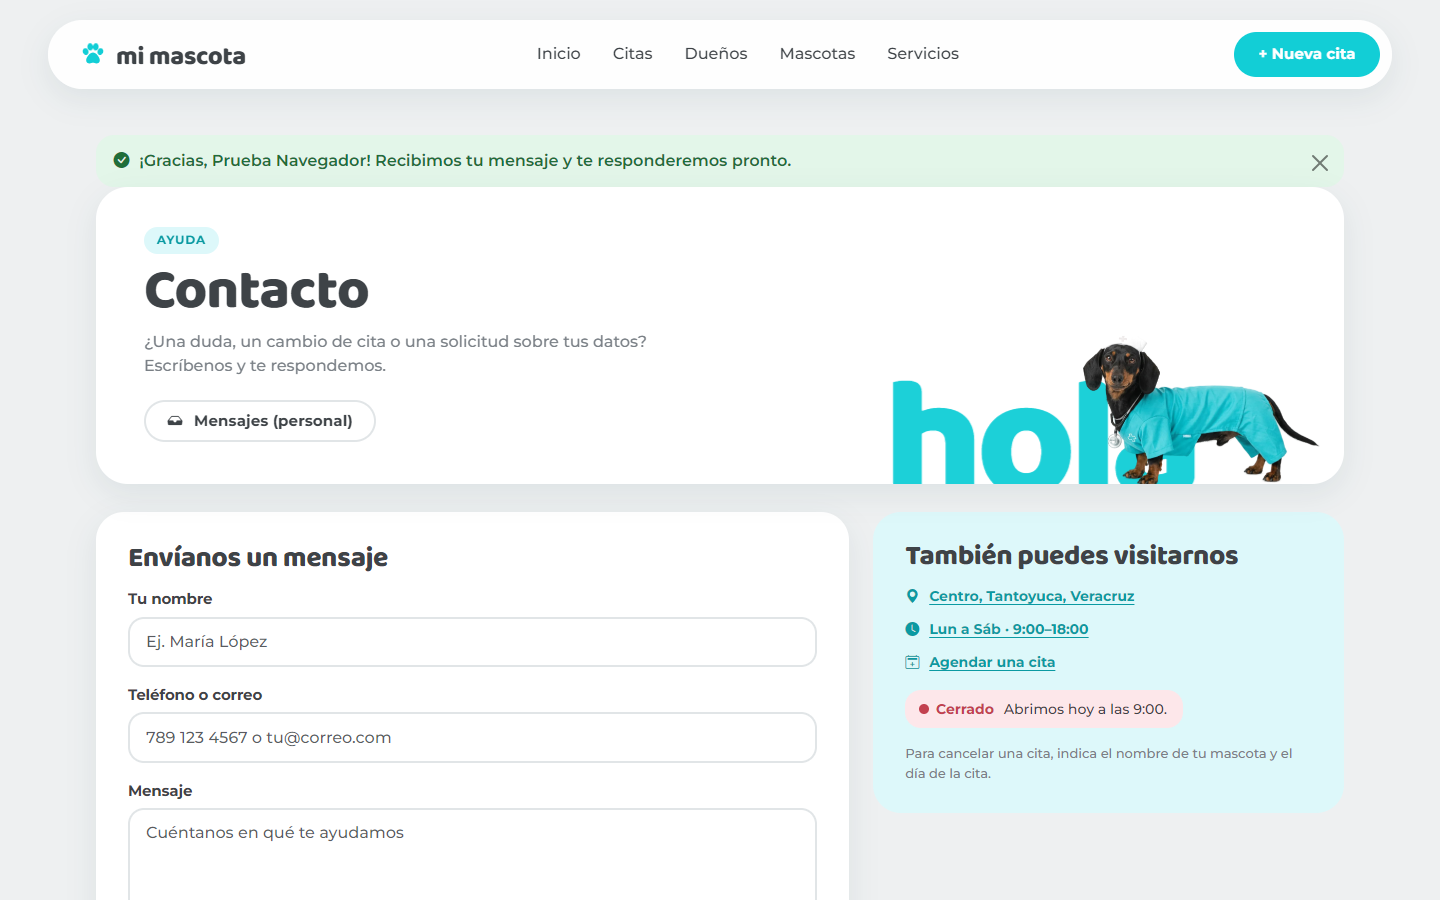 mi mascota
Inicio
Citas
Dueños
Mascotas
Servicios
+ Nueva cita
¡Gracias, Prueba Navegador! Recibimos tu mensaje y te responderemos pronto.
AYUDA
Contacto
¿Una duda, un cambio de cita o una solicitud sobre tus datos?
Escríbenos y te respondemos.
Mensajes (personal)
hola
Envíanos un mensaje
Tu nombre
Ej. María López
Teléfono o correo
789 123 4567 o tu@correo.com
Mensaje
Cuéntanos en qué te ayudamos
También puedes visitarnos
Centro, Tantoyuca, Veracruz
Lun a Sáb · 9:00–18:00
Agendar una cita
Cerrado Abrimos hoy a las 9:00.
Para cancelar una cita, indica el nombre de tu mascota y el
día de la cita.